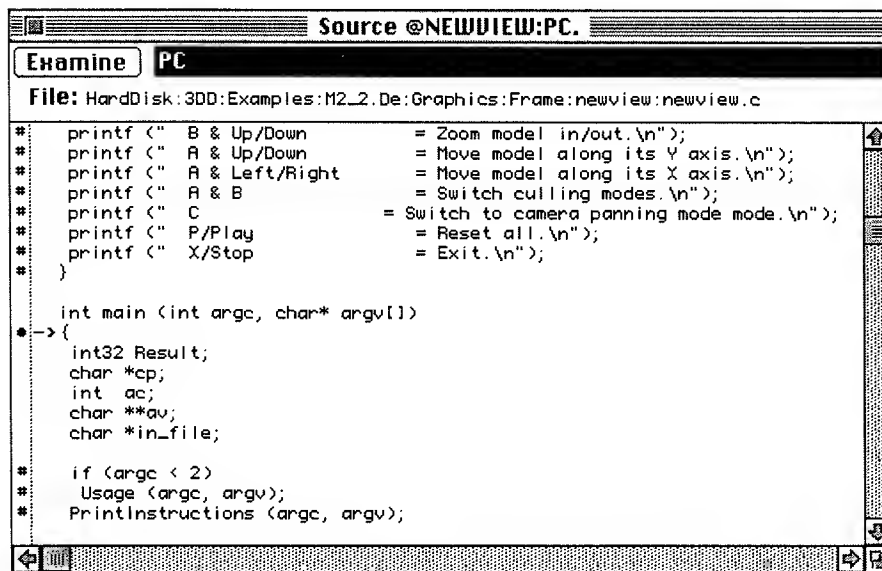 Source @NEWVIEW:PC.
Examine PC
File: HardDisk:3DD:Examples:M2_2.De:Graphics:Frame:newview:newview.c
# printf ("  B & Up/Down           = Zoom model in/out.\n");
# printf ("  A & Up/Down           = Move model along its Y axis.\n");
# printf ("  A & Left/Right        = Move model along its X axis.\n");
# printf ("  A & B                 = Switch culling modes.\n");
# printf ("  C                  = Switch to camera panning mode mode.\n");
# printf ("  P/Play                = Reset all.\n");
# printf ("  X/Stop                = Exit.\n");
# }
int main (int argc, char* argv[])
->{
int32 Result;
char *cp;
int  ac;
char **av;
char *in_file;
# if (argc < 2)
# Usage (argc, argv);
# PrintInstructions (argc, argv);